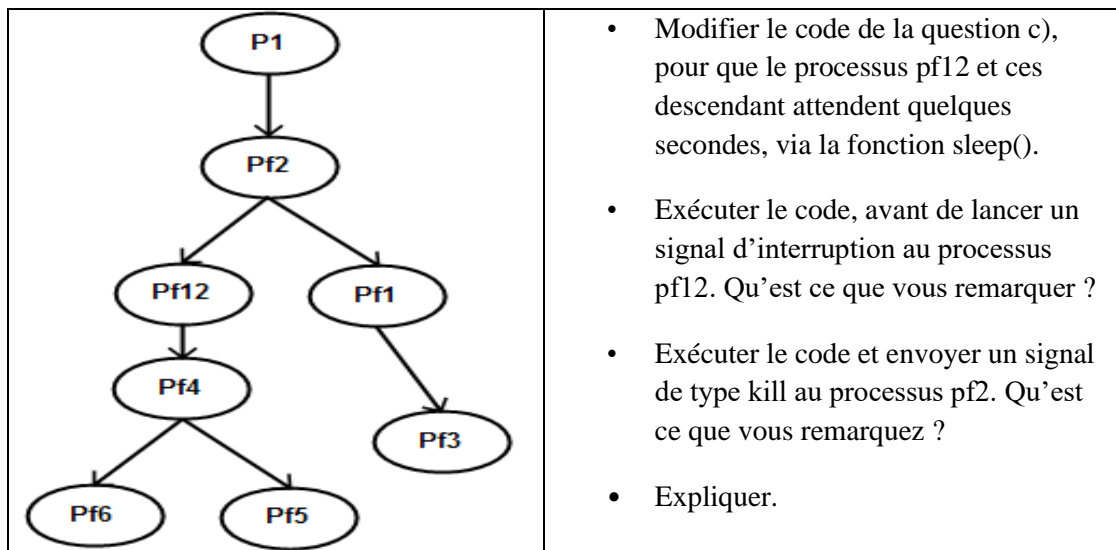 P1
Pf2
Pf12
Pf1
Pf4
Pf3
Pf6
Pf5
• Modifier le code de la question c),
pour que le processus pf12 et ces
descendant attendent quelques
secondes, via la fonction sleep().
• Exécuter le code, avant de lancer un
signal d’interruption au processus
pf12. Qu’est ce que vous remarquer ?
• Exécuter le code et envoyer un signal
de type kill au processus pf2. Qu’est
ce que vous remarquez ?
• Expliquer.